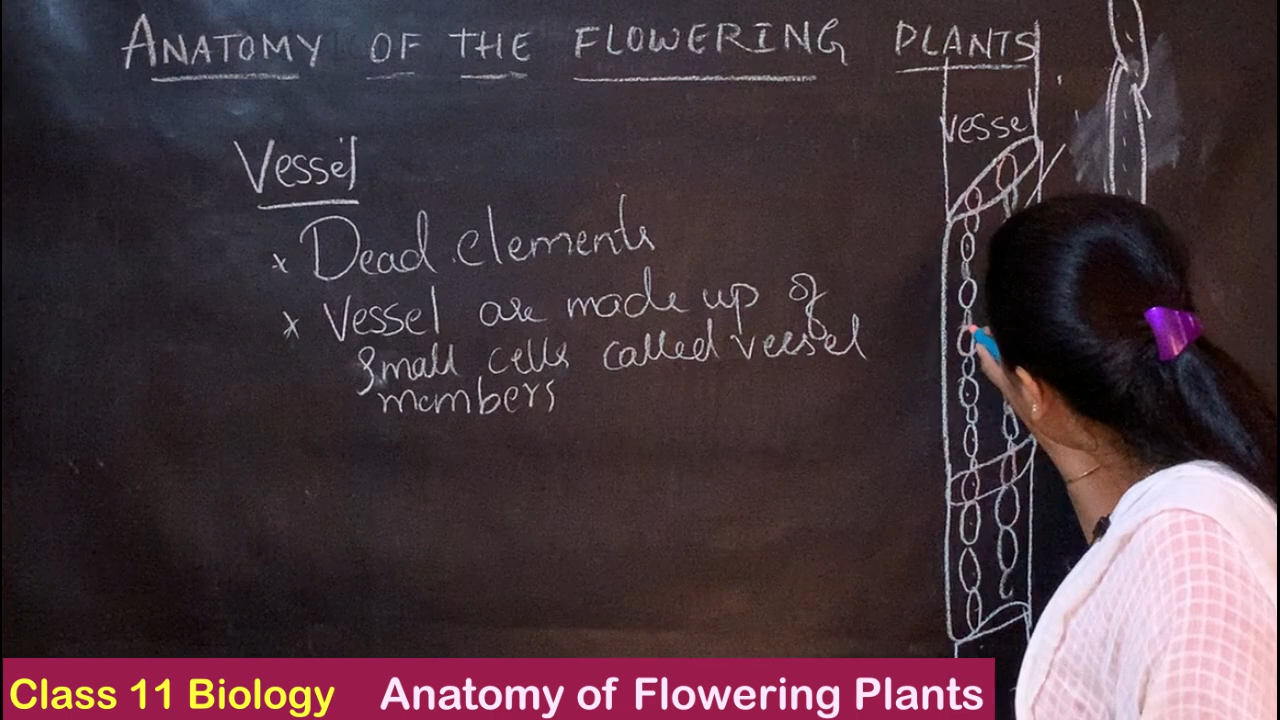 ANATOMY OF THE FLOWERING PLANTS
Vessel
Vessel
* Dead elements
* Vessel are made up of
small cells called vessel
members
Class 11 Biology Anatomy of Flowering Plants